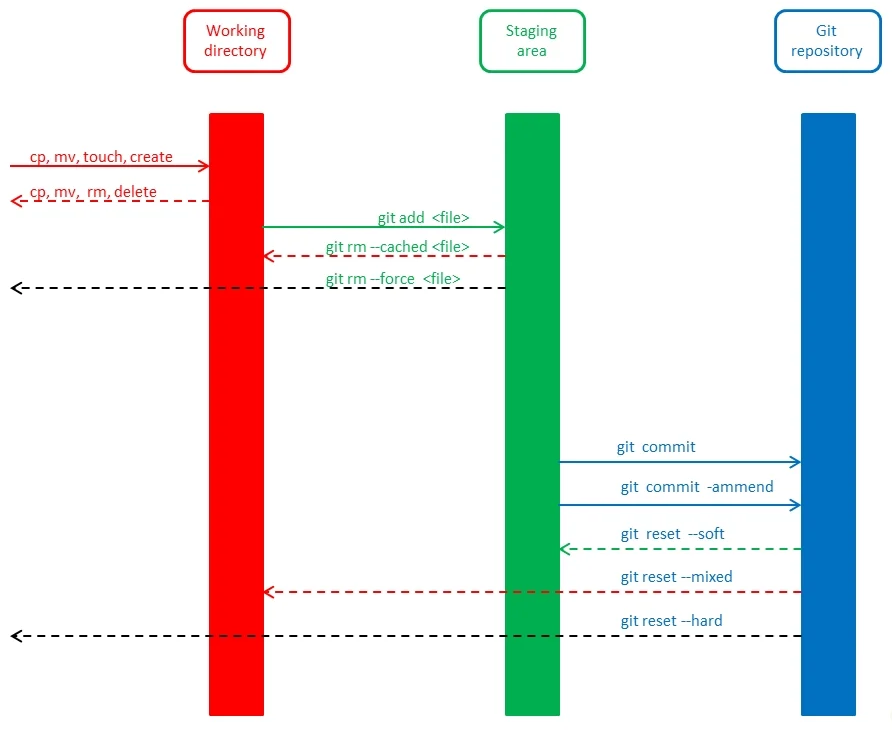 Working
directory
Staging
area
Git
repository
cp, mv, touch, create
cp, mv, rm, delete
git add <file>
git rm --cached <file>
git rm --force <file>
git commit
git commit -ammend
git reset --soft
git reset --mixed
git reset --hard